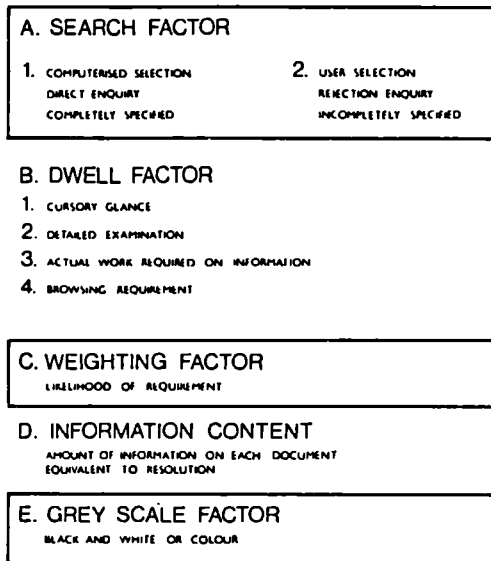 A. SEARCH FACTOR
1. COMPUTERISED SELECTION
DIRECT ENQUIRY
COMPLETELY SPECIFIED
2. USER SELECTION
REJECTION ENQUIRY
INCOMPLETELY SPECIFIED
B. DWELL FACTOR
1. CURSORY GLANCE
2. DETAILED EXAMINATION
3. ACTUAL WORK REQUIRED ON INFORMATION
4. BROWSING REQUIREMENT
C. WEIGHTING FACTOR
LIKELIHOOD OF REQUIREMENT
D. INFORMATION CONTENT
AMOUNT OF INFORMATION ON EACH DOCUMENT
EQUIVALENT TO RESOLUTION
E. GREY SCALE FACTOR
BLACK AND WHITE OR COLOUR